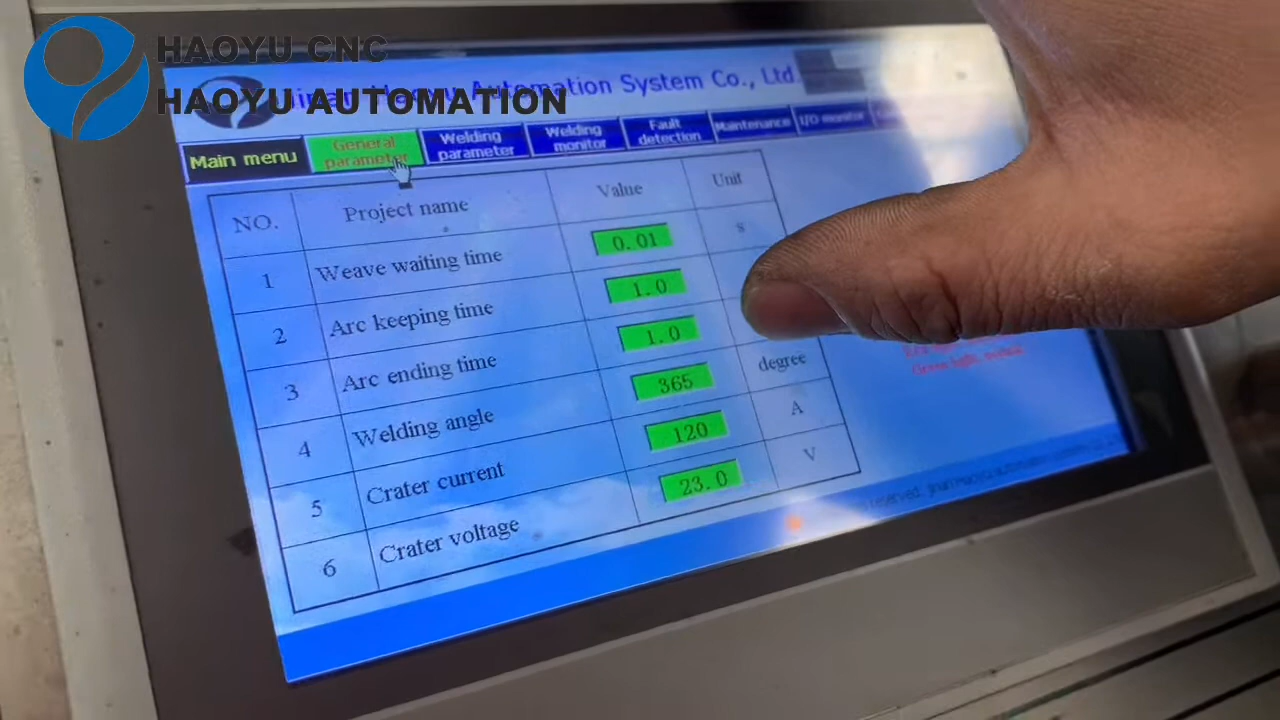 HAOYU CNC
HAOYU AUTOMATION
Automation System Co., Ltd
Main menu
General parameter
Welding parameter
Welding monitor
Fault detection
Maintenance
I/O monitor
NO. Project name Value Unit
1 Weave waiting time 0.01 s
2 Arc keeping time 1.0
3 Arc ending time 1.0
4 Welding angle 365 degree
5 Crater current 120 A
6 Crater voltage 23.0 V